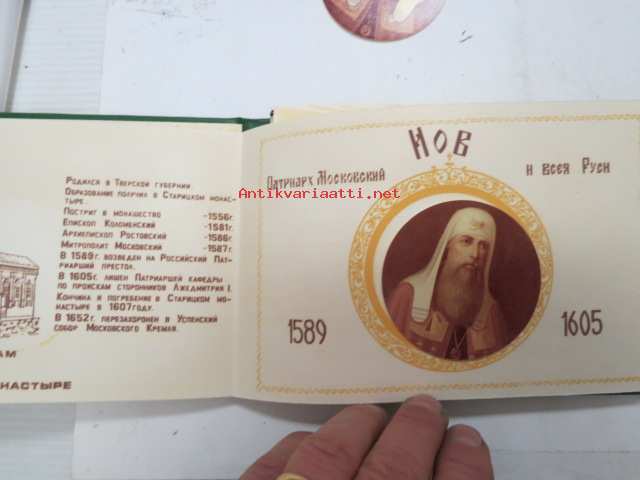 Родился в Тверской губернии.
Образование получил в Старицком монас-
тыре.
Постриг в монашество -1556г.
Епископ Коломенский -1581г.
Архиепископ Ростовский -1586г.
Митрополит Московский -1587г.
В 1589г. возведен на Российский Пат-
риарший престол.
В 1605г. лишен Патриаршей кафедры
по проискам сторонников Лжедмитрия I.
Кончина и погребение в Старицком мо-
настыре в 1607году.
В 1652г. перезахоронен в Успенский
собор Московского Кремля.
АМ
НАСТЫРЕ
ИОВ
Патриарх Московский и всея Руси
1589 1605
Antikvariaatti.net